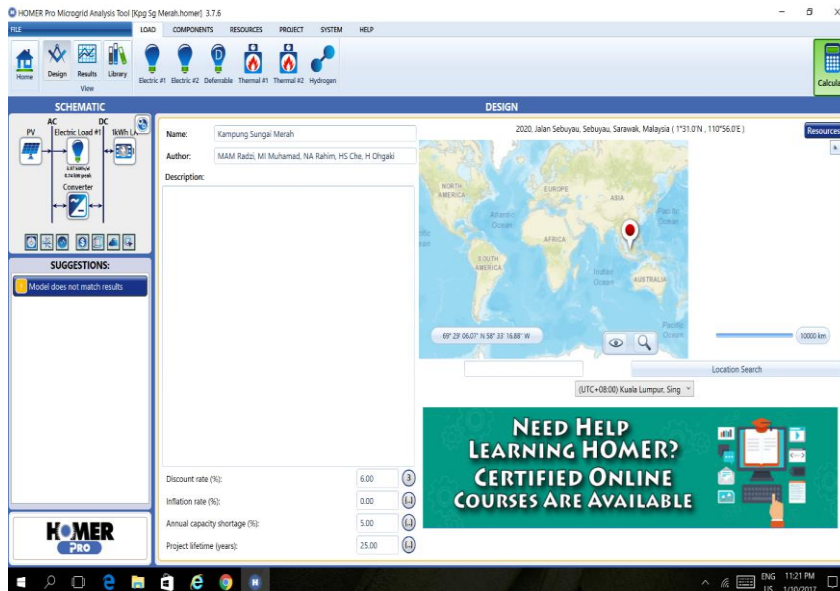 HOMER Pro Microgrid Analysis Tool [Kpg Sg Merah.homer] 3.7.6
FILE
LOAD COMPONENTS RESOURCES PROJECT SYSTEM HELP
Home Design Results Library Electric #1 Electric #2 Deferrable Thermal #1 Thermal #2 Hydrogen
View
D
Calcula
SCHEMATIC
AC DC
PV Electric Load #1 1kWh LA
Converter
SUGGESTIONS:
Model does not match results
HOMER
PRO
DESIGN
Name: Kampung Sungai Merah
Author: MAM Radzi, MI Muhamad, NA Rahim, HS Che, H Ohgaki
Description:
Discount rate (%): 6.00
Inflation rate (%): 0.00 {..}
Annual capacity shortage (%): 5.00 {..}
Project lifetime (years): 25.00 {..}
2020, Jalan Sebuyau, Sebuyau, Sarawak, Malaysia ( 1°31.0'N , 110°56.0'E )
Resources
NORTH
AMERICA
EUROPE
ASIA
Atlantic
Ocean
AFRICA
Pacific
Ocean
SOUTH
AMERICA
Indian
Ocean
AUSTRALIA
Pacific
Ocean
69° 29' 06.07" N 58° 33' 16.88" W
10000 km
Location Search
(UTC+08:00) Kuala Lumpur, Sing
NEED HELP
LEARNING HOMER?
CERTIFIED ONLINE
COURSES ARE AVAILABLE
ENG 11:21 PM
US 1/10/2017